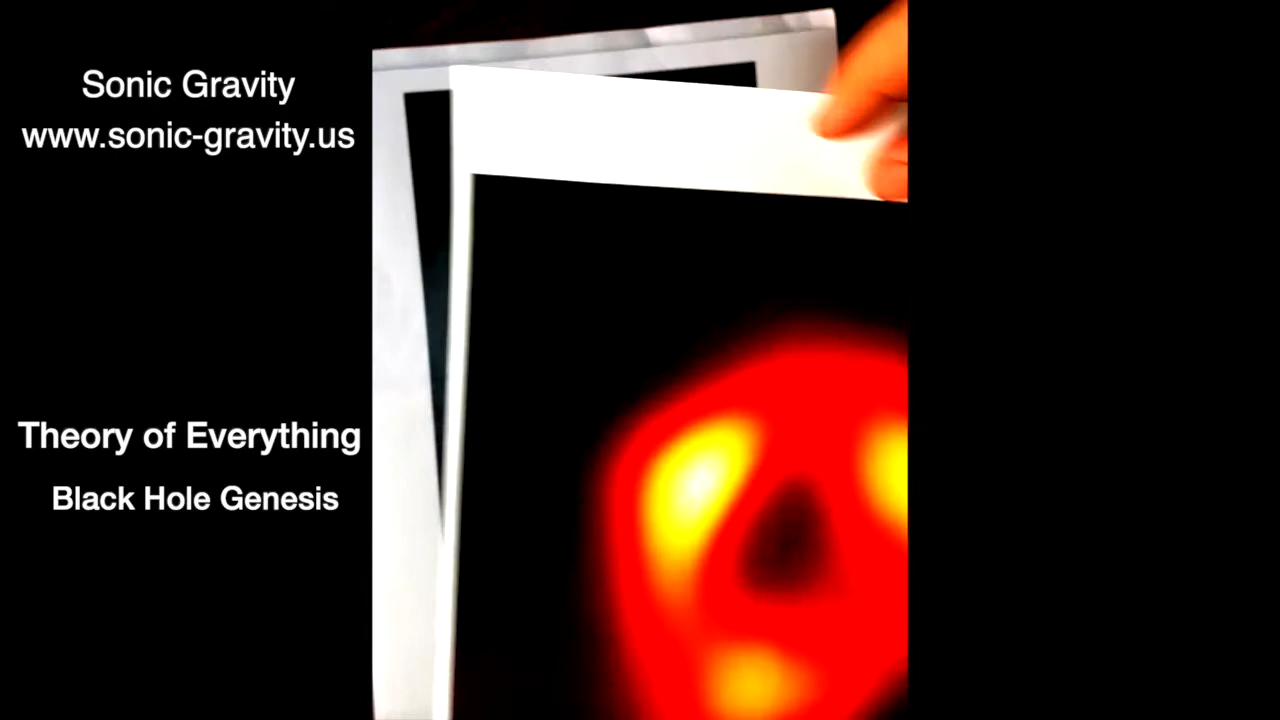 Sonic Gravity
www.sonic-gravity.us
Theory of Everything
Black Hole Genesis